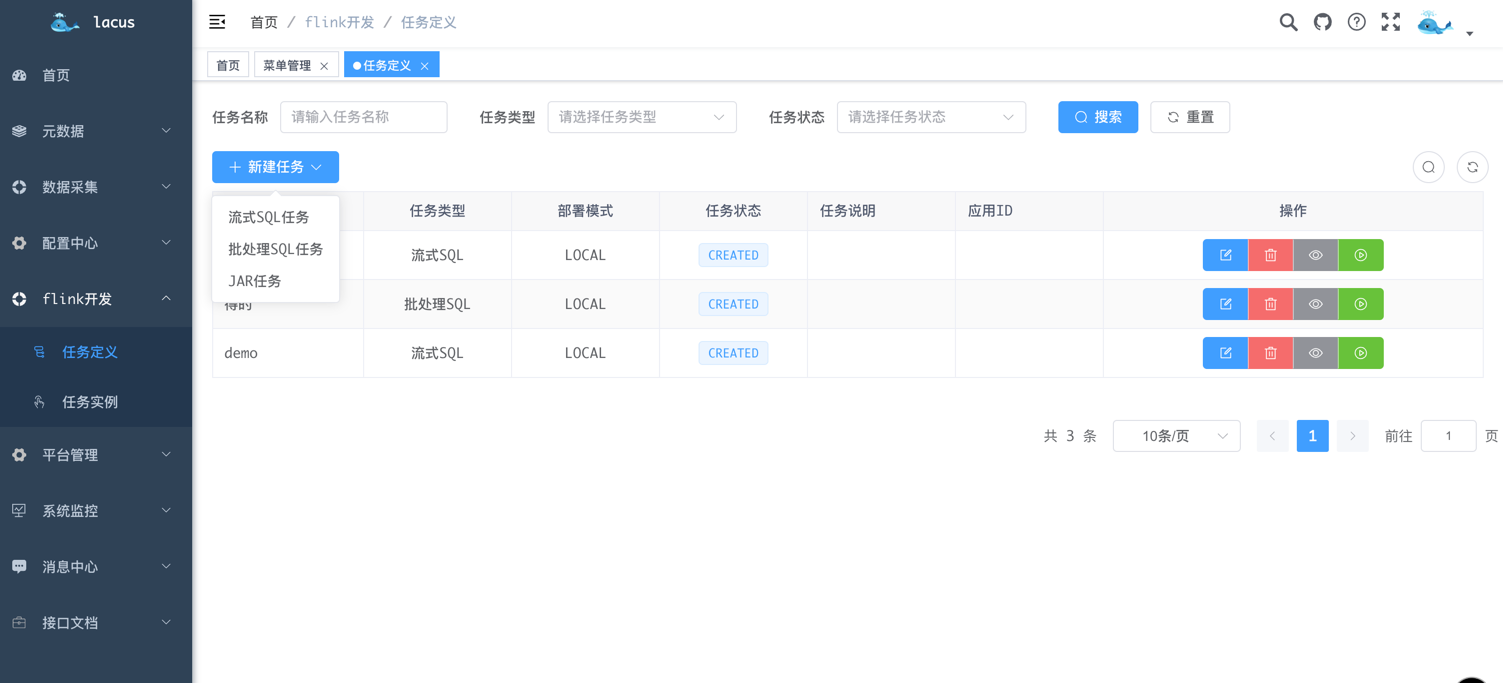 lacus
首页 / flink开发 / 任务定义
首页
菜单管理
任务定义
首页
元数据
数据采集
配置中心
flink开发
任务定义
任务实例
平台管理
系统监控
消息中心
接口文档
任务名称 请输入任务名称 任务类型 请选择任务类型 任务状态 请选择任务状态 搜索 重置
新建任务
流式SQL任务
批处理SQL任务
JAR任务
任务类型 部署模式 任务状态 任务说明 应用ID 操作
流式SQL LOCAL CREATED
得的 批处理SQL LOCAL CREATED
demo 流式SQL LOCAL CREATED
共 3 条 10条/页 1 前往 1 页